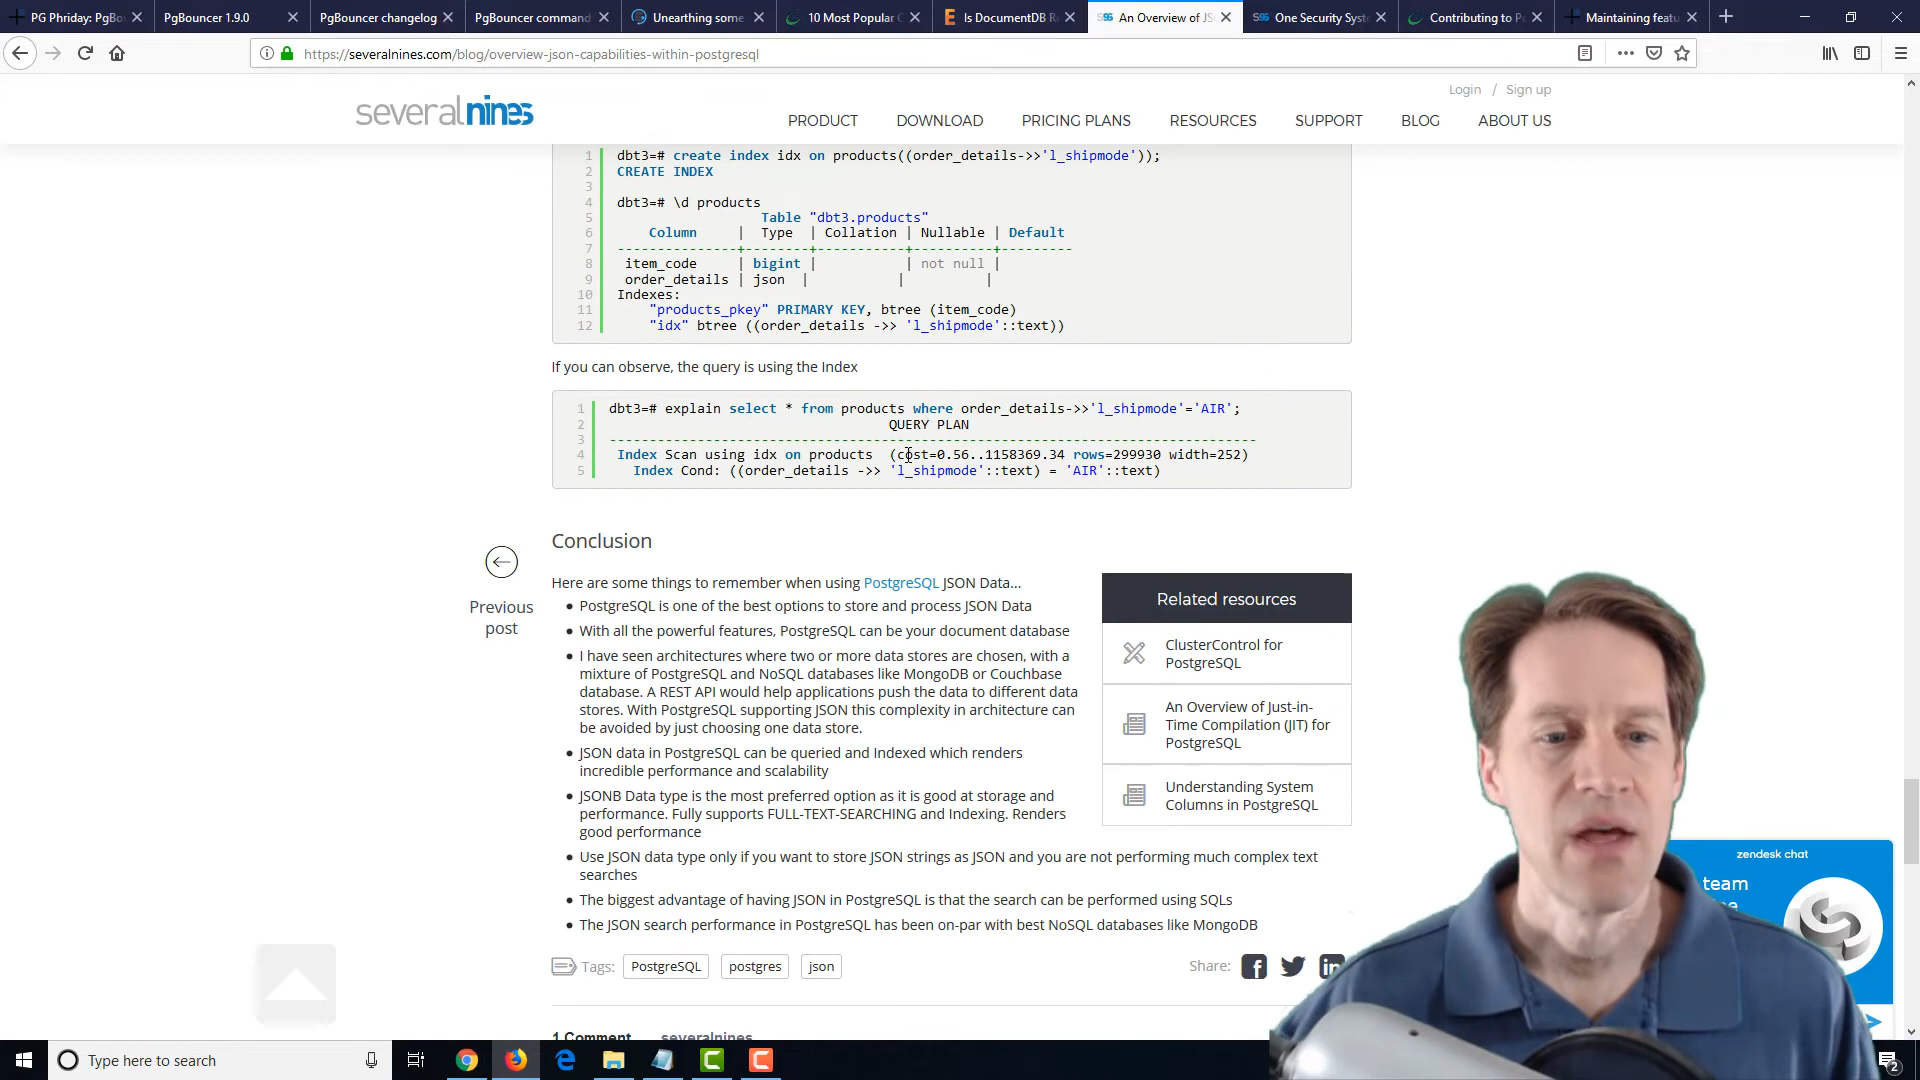 PG Phriday: PgBo
PgBouncer 1.9.0
PgBouncer changelog
PgBouncer command
Unearthing some
10 Most Popular
Is DocumentDB R
An Overview of JS
One Security Syst
Contributing to P
Maintaining featu
https://severalnines.com/blog/overview-json-capabilities-within-postgresql
Login / Sign up
severalnines
PRODUCT DOWNLOAD PRICING PLANS RESOURCES SUPPORT BLOG ABOUT US
1 dbt3=# create index idx on products((order_details->>'l_shipmode'));
2 CREATE INDEX
3
4 dbt3=# \d products
5 Table "dbt3.products"
6 Column | Type | Collation | Nullable | Default
7 ---------------+--------+-----------+----------+---------
8 item_code | bigint | | not null |
9 order_details | json | | |
10 Indexes:
11 "products_pkey" PRIMARY KEY, btree (item_code)
12 "idx" btree ((order_details ->> 'l_shipmode'::text))
If you can observe, the query is using the Index
1 dbt3=# explain select * from products where order_details->>'l_shipmode'='AIR';
2 QUERY PLAN
3 ---------------------------------------------------------------------------------
4 Index Scan using idx on products (cost=0.56..1158369.34 rows=299930 width=252)
5 Index Cond: ((order_details ->> 'l_shipmode'::text) = 'AIR'::text)
Previous
post
Conclusion
Here are some things to remember when using PostgreSQL JSON Data...
• PostgreSQL is one of the best options to store and process JSON Data
• With all the powerful features, PostgreSQL can be your document database
• I have seen architectures where two or more data stores are chosen, with a
mixture of PostgreSQL and NoSQL databases like MongoDB or Couchbase
database. A REST API would help applications push the data to different data
stores. With PostgreSQL supporting JSON this complexity in architecture can
be avoided by just choosing one data store.
• JSON data in PostgreSQL can be queried and Indexed which renders
incredible performance and scalability
• JSONB Data type is the most preferred option as it is good at storage and
performance. Fully supports FULL-TEXT-SEARCHING and Indexing. Renders
good performance
• Use JSON data type only if you want to store JSON strings as JSON and you are not performing much complex text
searches
• The biggest advantage of having JSON in PostgreSQL is that the search can be performed using SQLs
• The JSON search performance in PostgreSQL has been on-par with best NoSQL databases like MongoDB
Related resources
ClusterControl for
PostgreSQL
An Overview of Just-in-
Time Compilation (JIT) for
PostgreSQL
Understanding System
Columns in PostgreSQL
Tags: PostgreSQL postgres json
Share:
1 Comment severalnines
zendesk chat
team
Type here to search
2